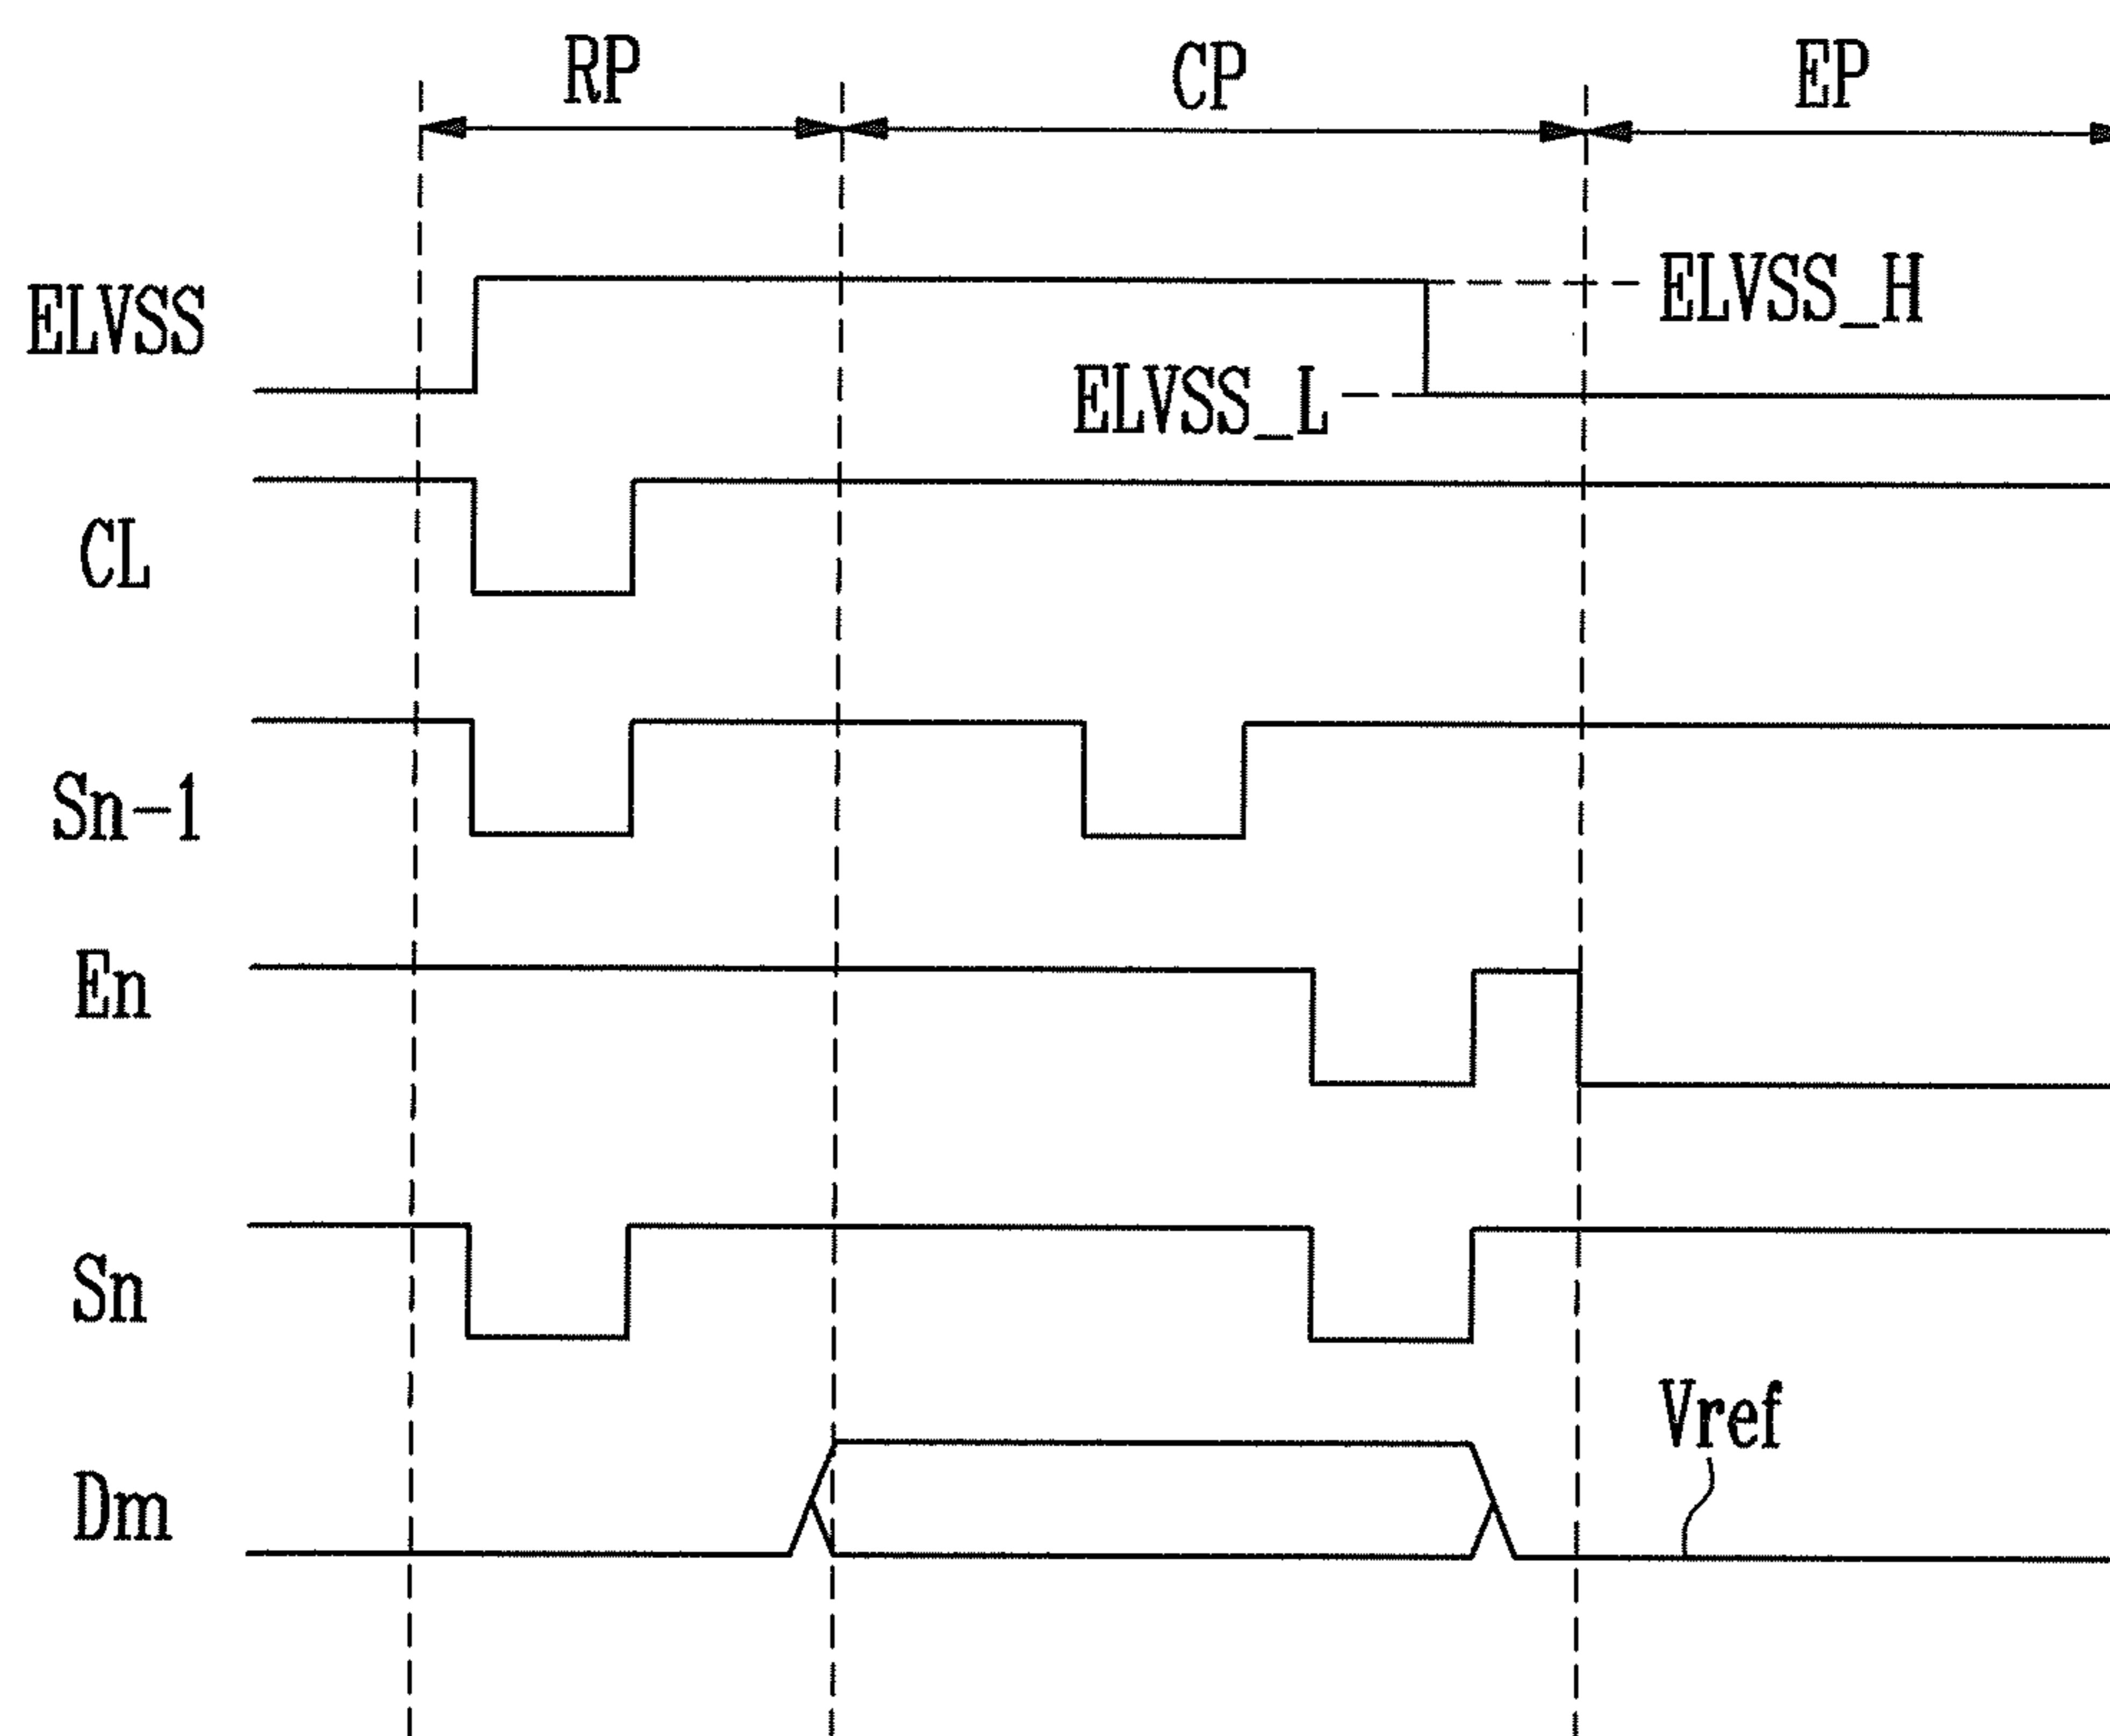 RP
CP
EP
ELVSS
ELVSS_H
ELVSS_L
CL
Sn-1
En
Sn
Vref
Dm